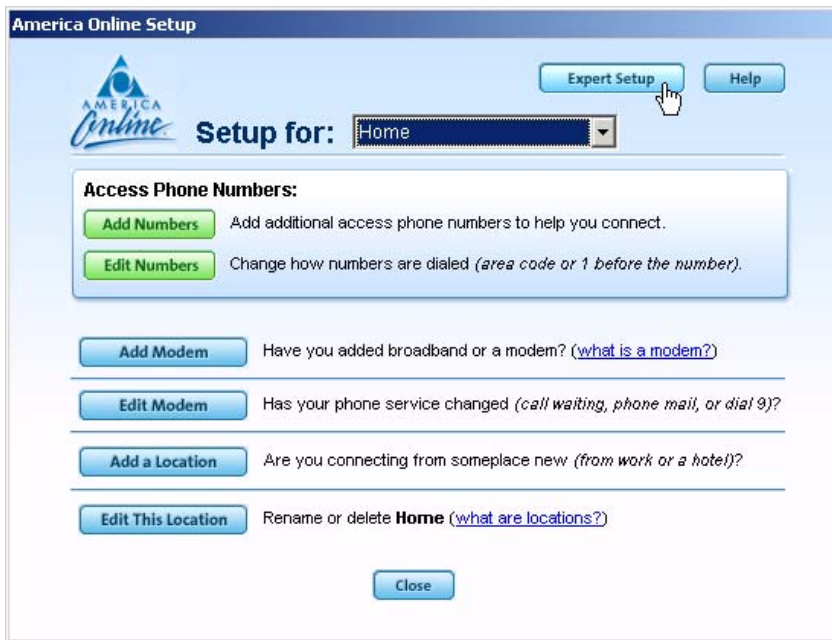 America Online Setup
Expert Setup
Help
AMERICA
Online
Setup for:
Home
Access Phone Numbers:
Add Numbers
Add additional access phone numbers to help you connect.
Edit Numbers
Change how numbers are dialed (area code or 1 before the number).
Add Modem
Have you added broadband or a modem? (what is a modem?)
Edit Modem
Has your phone service changed (call waiting, phone mail, or dial 9)?
Add a Location
Are you connecting from someplace new (from work or a hotel)?
Edit This Location
Rename or delete Home (what are locations?)
Close